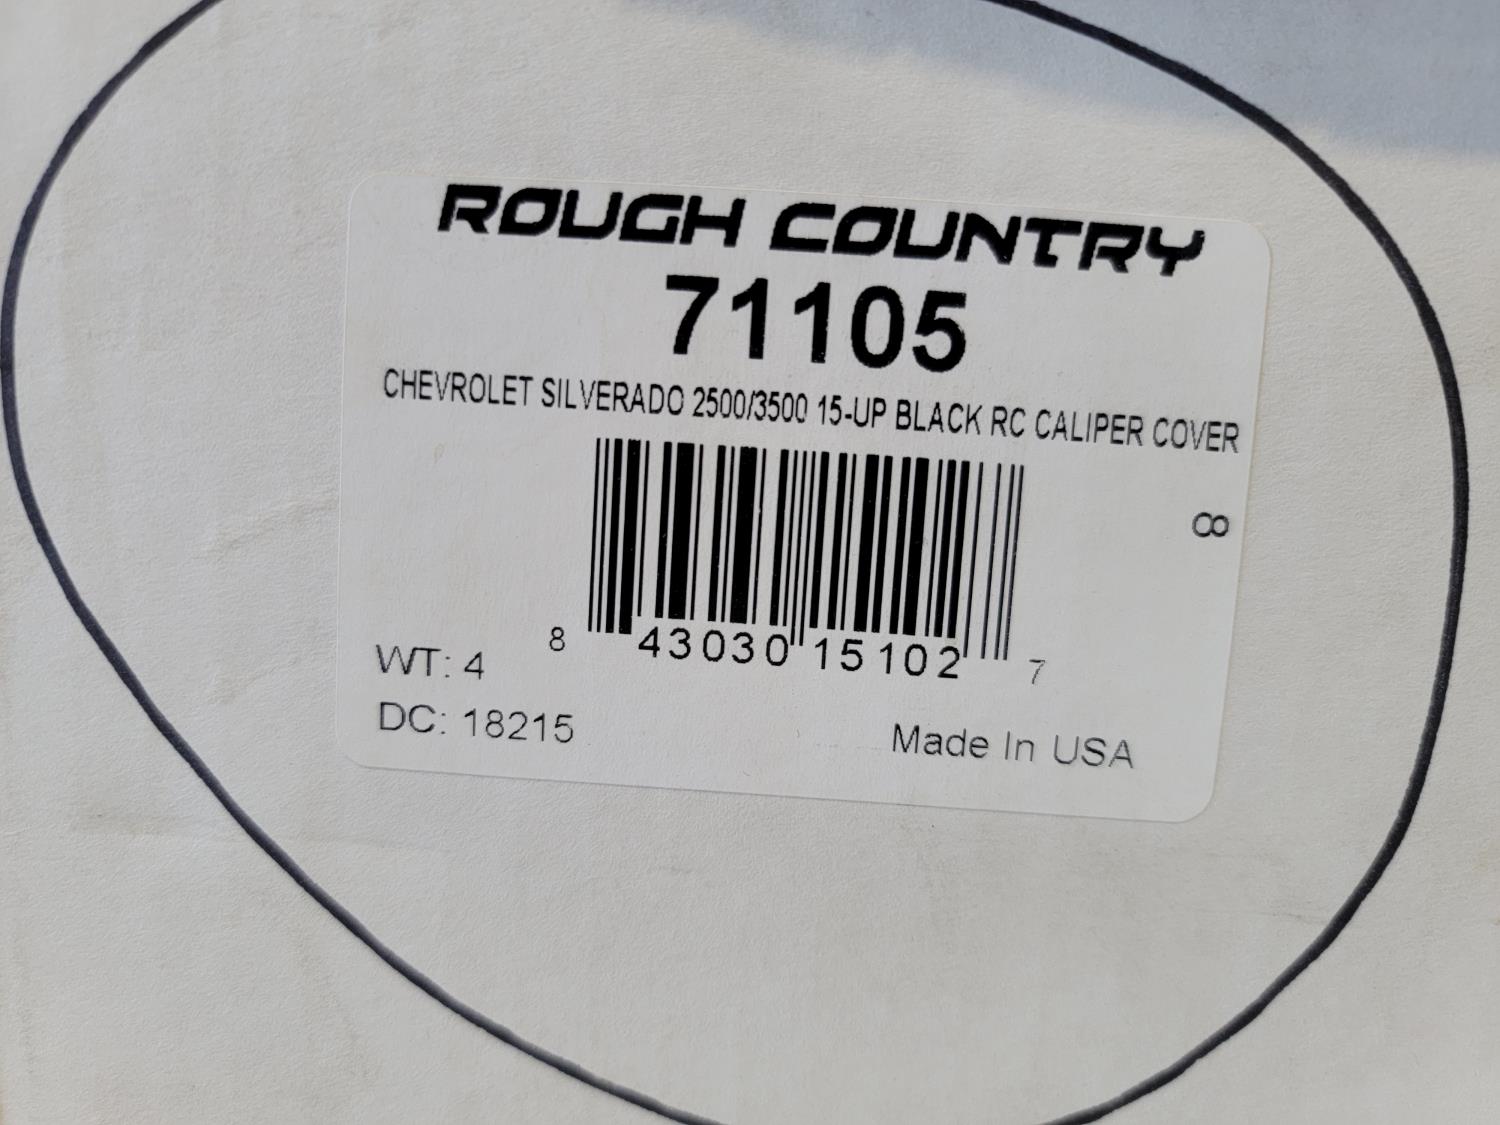 ROUGH COUNTRY
71105
CHEVROLET SILVERADO 2500/3500 15-UP BLACK RC CALIPER COVER
8
8 43030 15102 7
WT: 4
DC: 18215
Made In USA